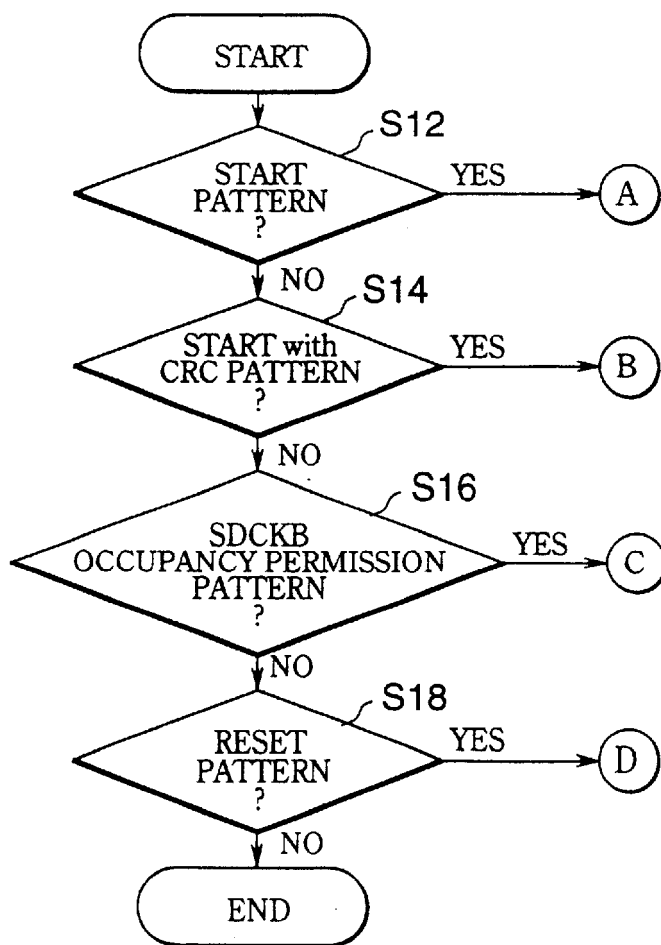 START
S12
START
PATTERN
?
YES
A
NO
S14
START with
CRC PATTERN
?
YES
B
NO
S16
SDCKB
OCCUPANCY PERMISSION
PATTERN
?
YES
C
NO
S18
RESET
PATTERN
?
YES
D
NO
END